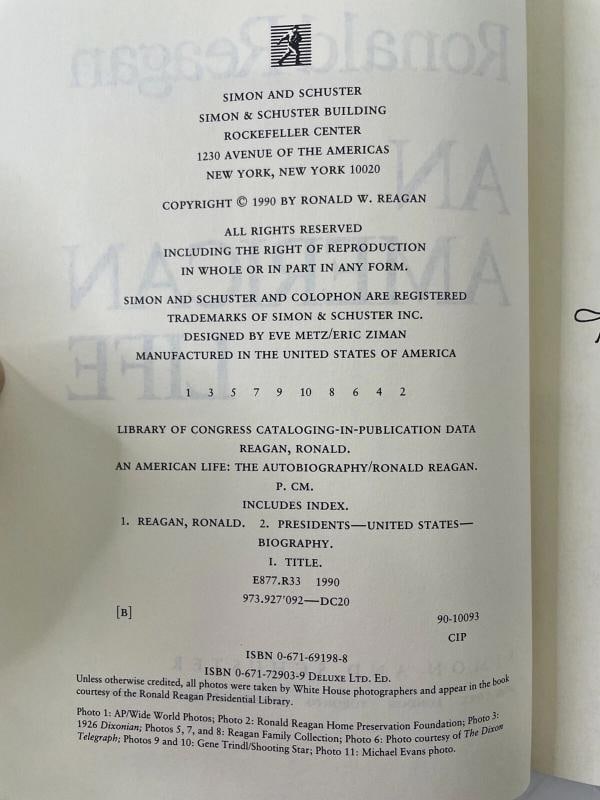 SIMON AND SCHUSTER
SIMON & SCHUSTER BUILDING
ROCKEFELLER CENTER
1230 AVENUE OF THE AMERICAS
NEW YORK, NEW YORK 10020
COPYRIGHT © 1990 BY RONALD W. REAGAN
ALL RIGHTS RESERVED
INCLUDING THE RIGHT OF REPRODUCTION
IN WHOLE OR IN PART IN ANY FORM.
SIMON AND SCHUSTER AND COLOPHON ARE REGISTERED
TRADEMARKS OF SIMON & SCHUSTER INC.
DESIGNED BY EVE METZ/ERIC ZIMAN
MANUFACTURED IN THE UNITED STATES OF AMERICA
1 3 5 7 9 10 8 6 4 2
LIBRARY OF CONGRESS CATALOGING-IN-PUBLICATION DATA
REAGAN, RONALD.
AN AMERICAN LIFE: THE AUTOBIOGRAPHY/RONALD REAGAN.
P. CM.
INCLUDES INDEX.
1. REAGAN, RONALD. 2. PRESIDENTS—UNITED STATES—
BIOGRAPHY.
I. TITLE.
E877.R33 1990
973.927'092—DC20
[B]
90-10093
CIP
ISBN 0-671-69198-8
ISBN 0-671-72903-9 DELUXE LTD. ED.
Unless otherwise credited, all photos were taken by White House photographers and appear in the book
courtesy of the Ronald Reagan Presidential Library.
Photo 1: AP/Wide World Photos; Photo 2: Ronald Reagan Home Preservation Foundation; Photo 3:
1926 Dixonian; Photos 5, 7, and 8: Reagan Family Collection; Photo 6: Photo courtesy of The Dixon
Telegraph; Photos 9 and 10: Gene Trindl/Shooting Star; Photo 11: Michael Evans photo.
Ronald Reagan
AN
AMERICAN
LIFE